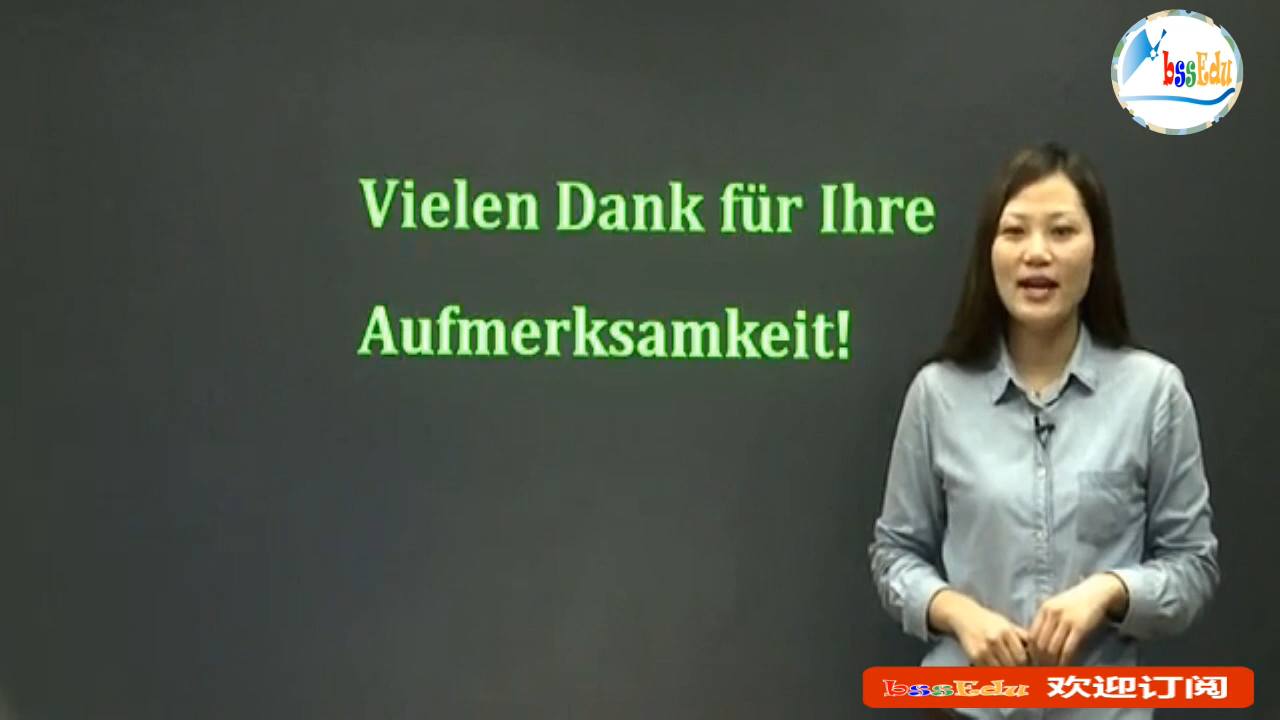 bssEdu
Vielen Dank für Ihre
Aufmerksamkeit!
bssEdu 欢迎订阅